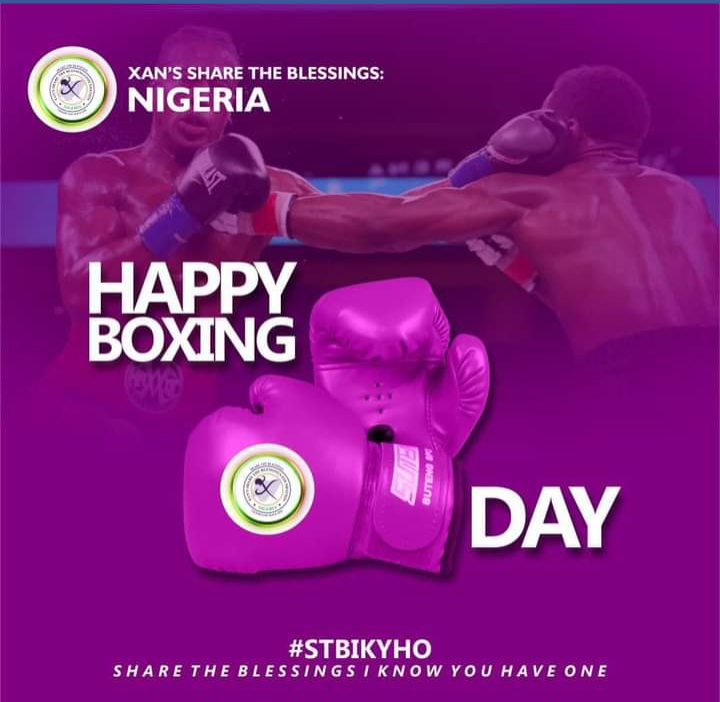 XAN'S SHARE THE BLESSINGS:
NIGERIA
HAPPY
BOXING
DAY
#STBIKYHO
SHARE THE BLESSINGS I KNOW YOU HAVE ONE